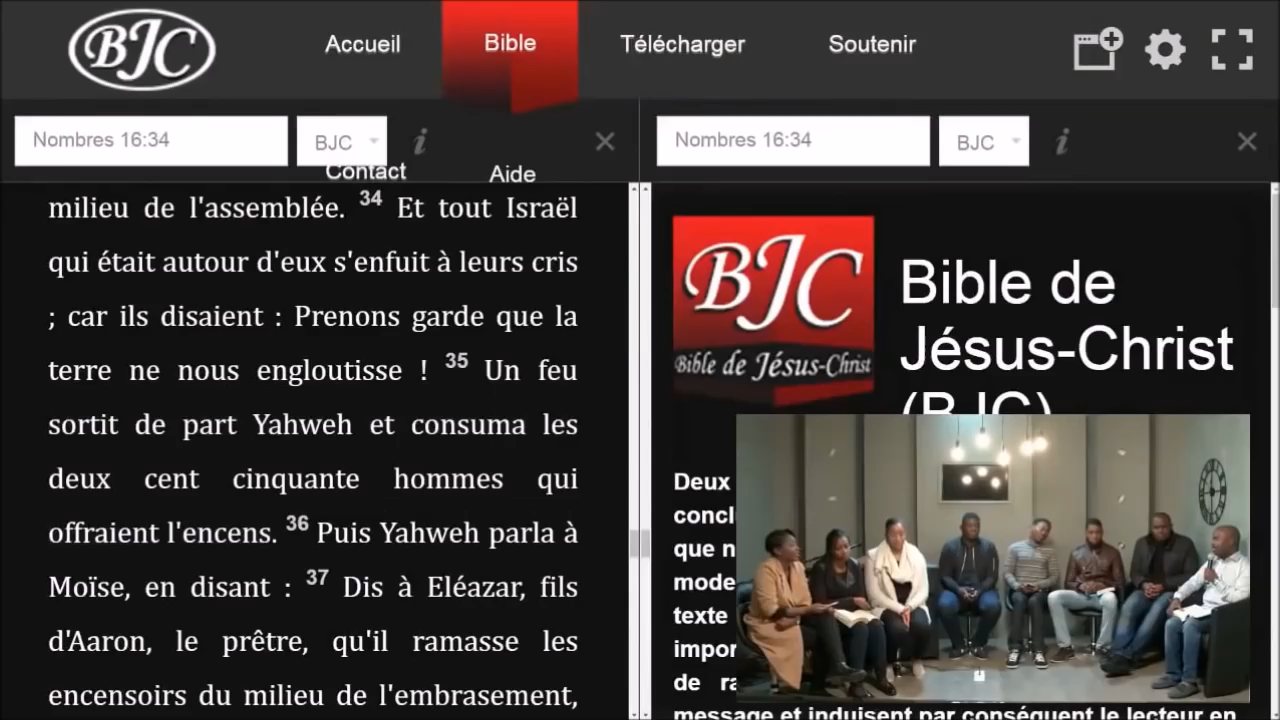 BJC
Accueil
Bible
Télécharger
Soutenir
Nombres 16:34
BJC
i
Nombres 16:34
BJC
i
Contact
Aide
milieu de l'assemblée. 34 Et tout Israël
qui était autour d'eux s'enfuit à leurs cris
; car ils disaient : Prenons garde que la
terre ne nous engloutisse ! 35 Un feu
sortit de part Yahweh et consuma les
deux cent cinquante hommes qui
offraient l'encens. 36 Puis Yahweh parla à
Moïse, en disant : 37 Dis à Eléazar, fils
d'Aaron, le prêtre, qu'il ramasse les
encensoirs du milieu de l'embrasement,
BJC
Bible de Jésus-Christ
Bible de
Jésus-Christ
(BJC)
Deux
concl
que n
mode
texte
impor
de ra
message et induisent par conséquent le lecteur en